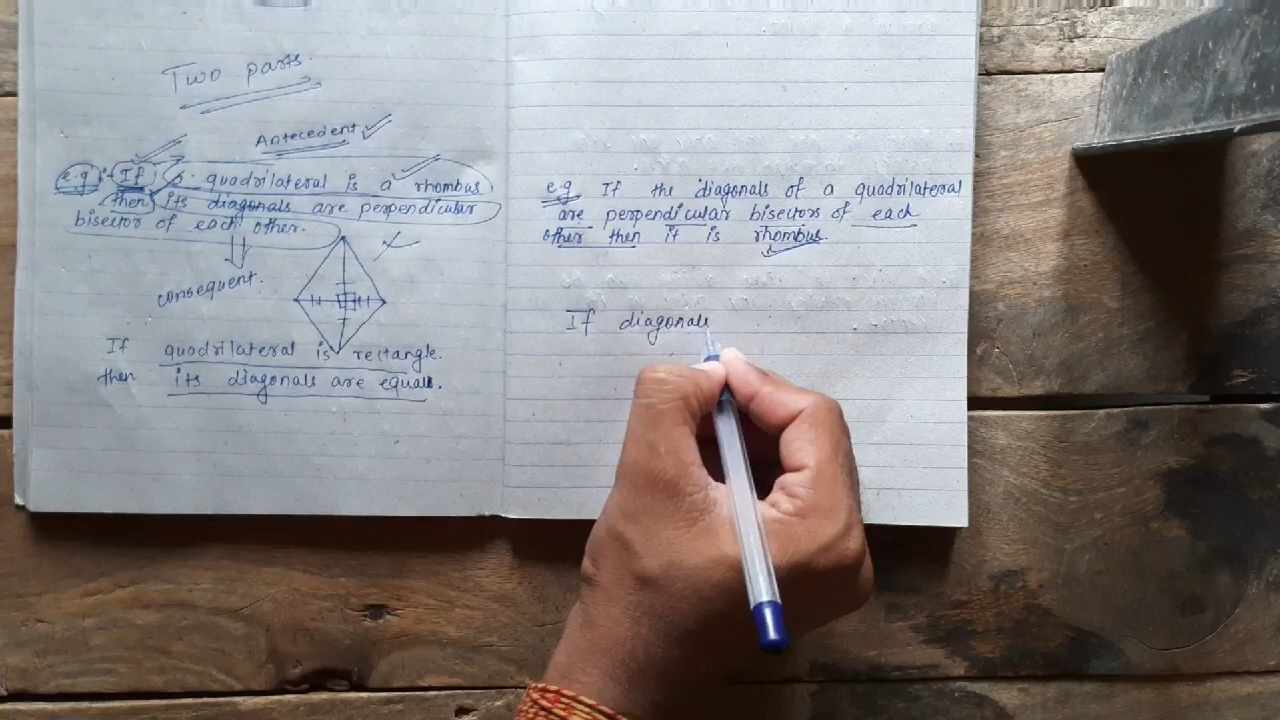 Two parts.
Antecedent
e.g :- If a quadrilateral is a rhombus
then its diagonals are perpendicular
bisector of each other.
consequent.
If quadrilateral is rectangle.
then its diagonals are equal.
e.g If the diagonals of a quadrilateral
are perpendicular bisectors of each
other then it is rhombus.
If diagonals